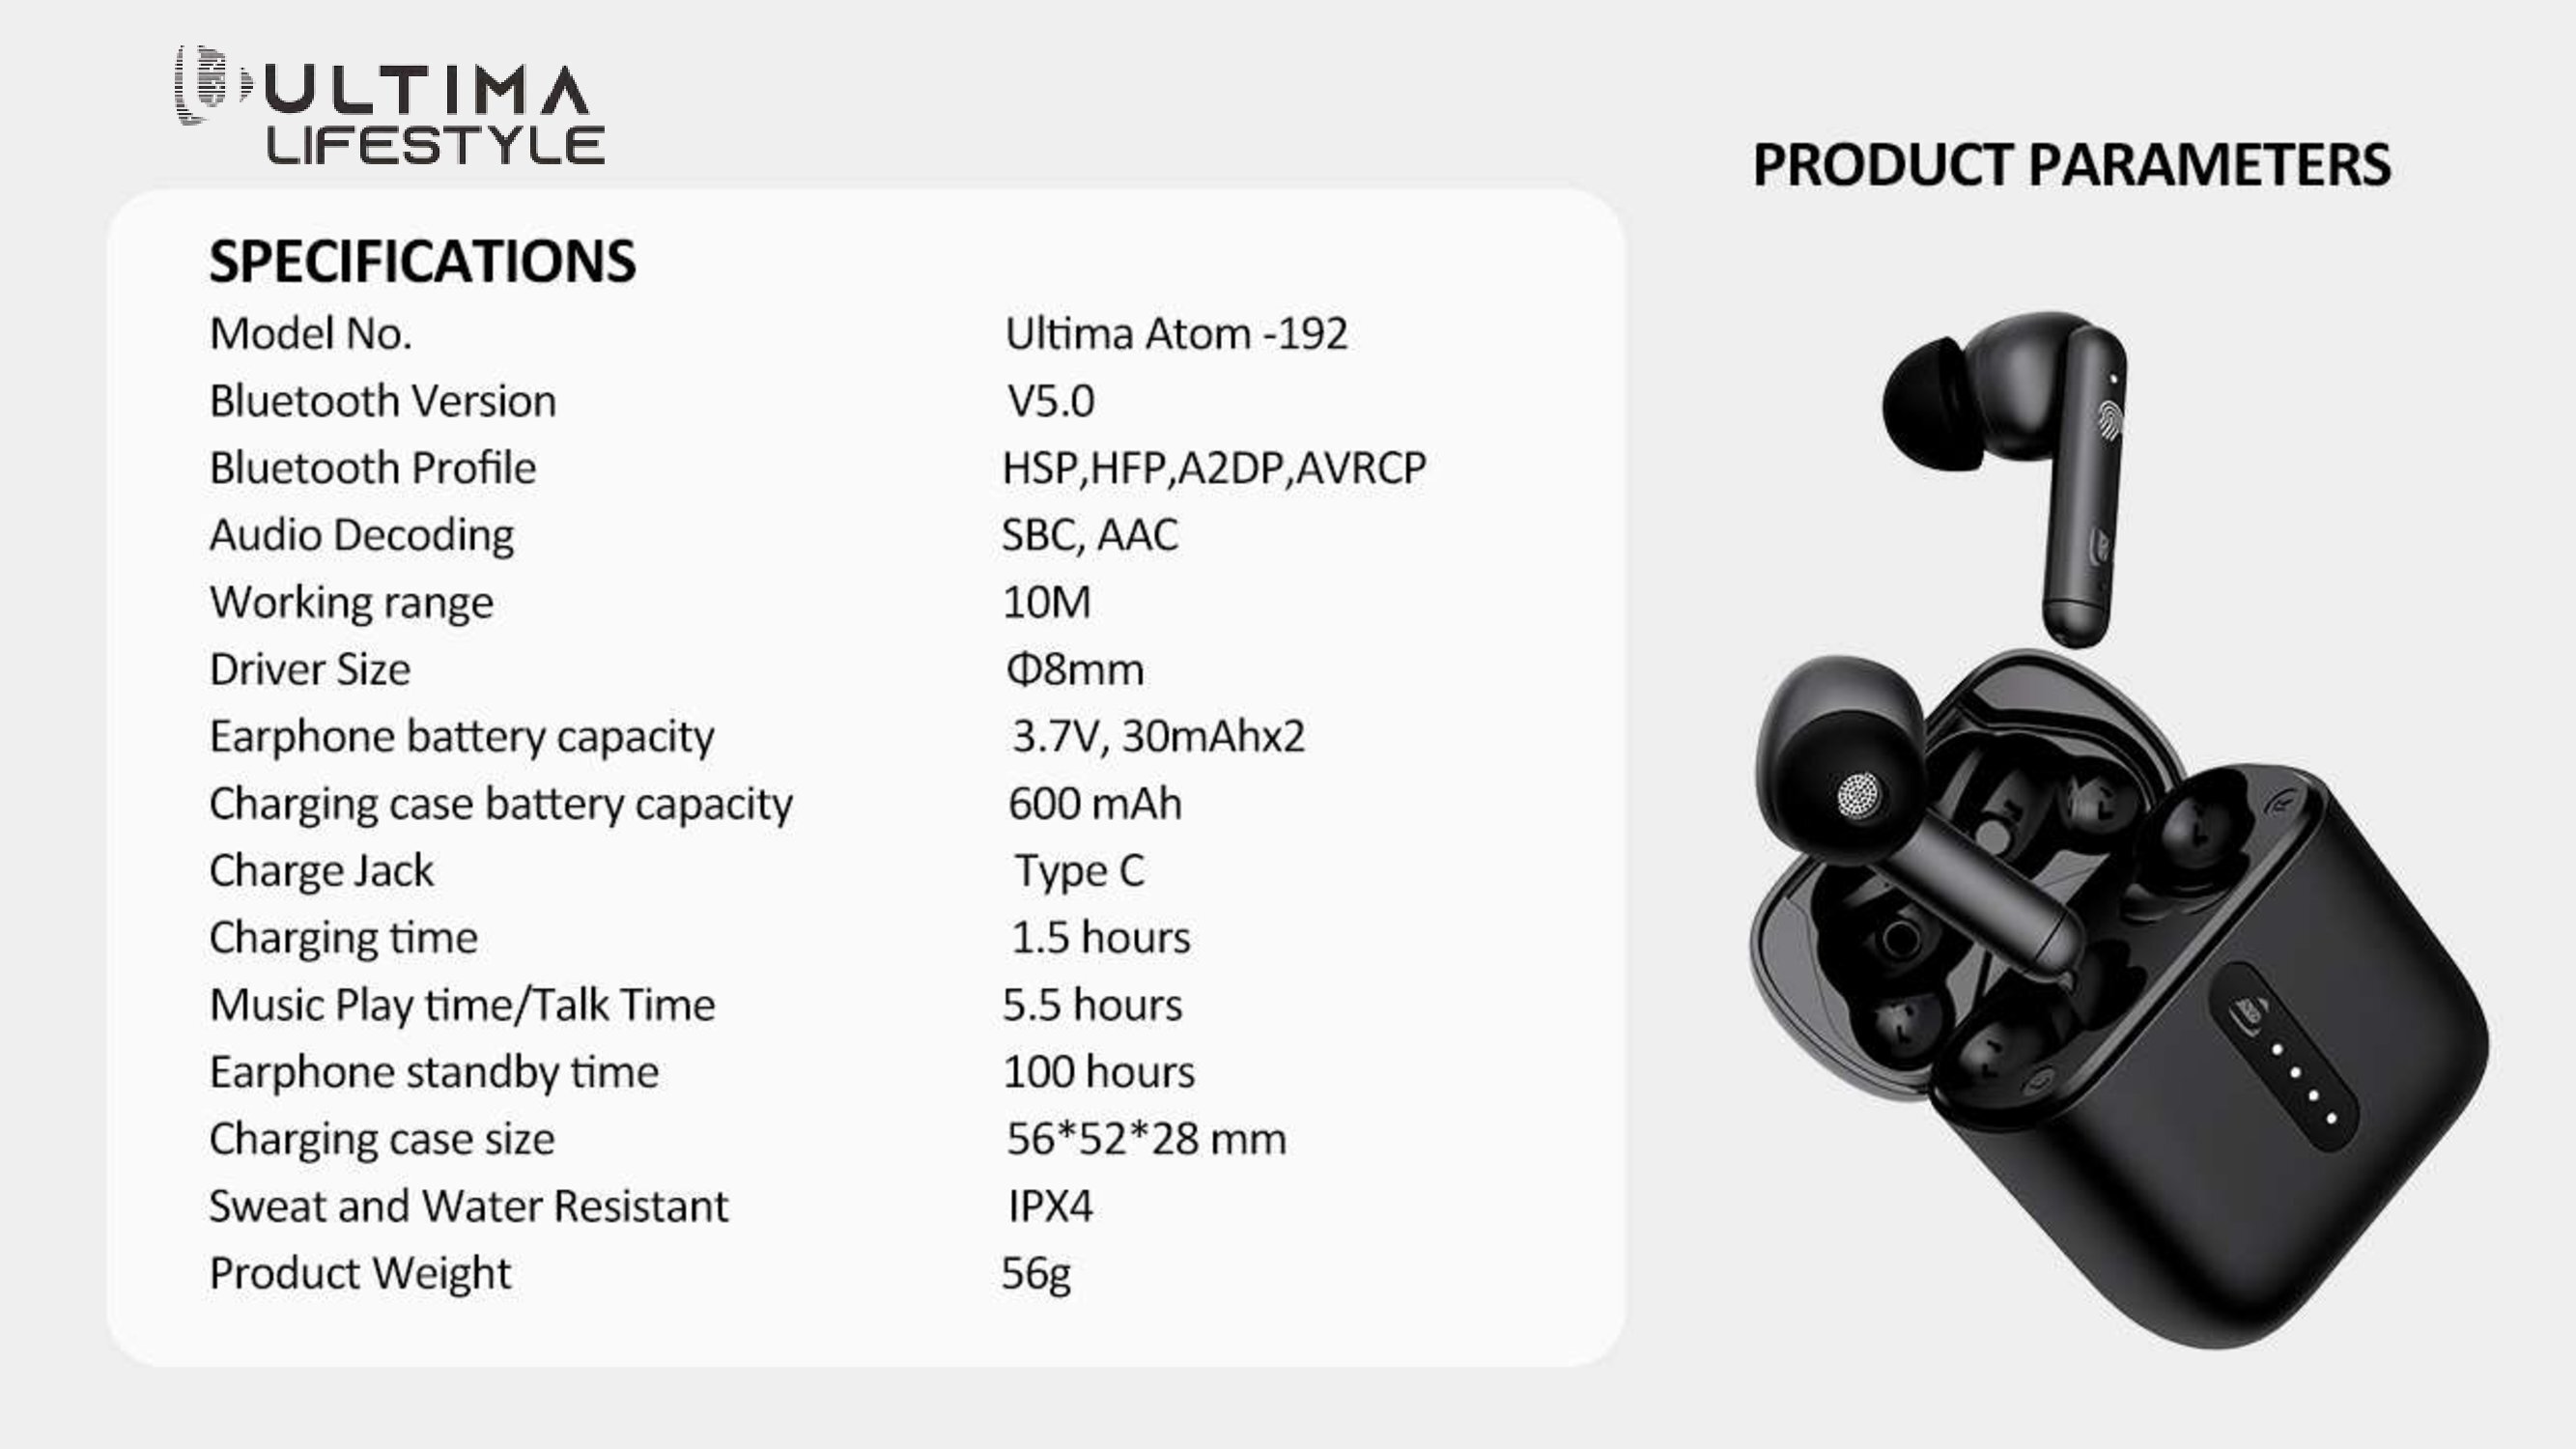 ULTIMA
LIFESTYLE
PRODUCT PARAMETERS
SPECIFICATIONS
Model No. Ultima Atom -192
Bluetooth Version V5.0
Bluetooth Profile HSP,HFP,A2DP,AVRCP
Audio Decoding SBC, AAC
Working range 10M
Driver Size Φ8mm
Earphone battery capacity 3.7V, 30mAhx2
Charging case battery capacity 600 mAh
Charge Jack Type C
Charging time 1.5 hours
Music Play time/Talk Time 5.5 hours
Earphone standby time 100 hours
Charging case size 56*52*28 mm
Sweat and Water Resistant IPX4
Product Weight 56g